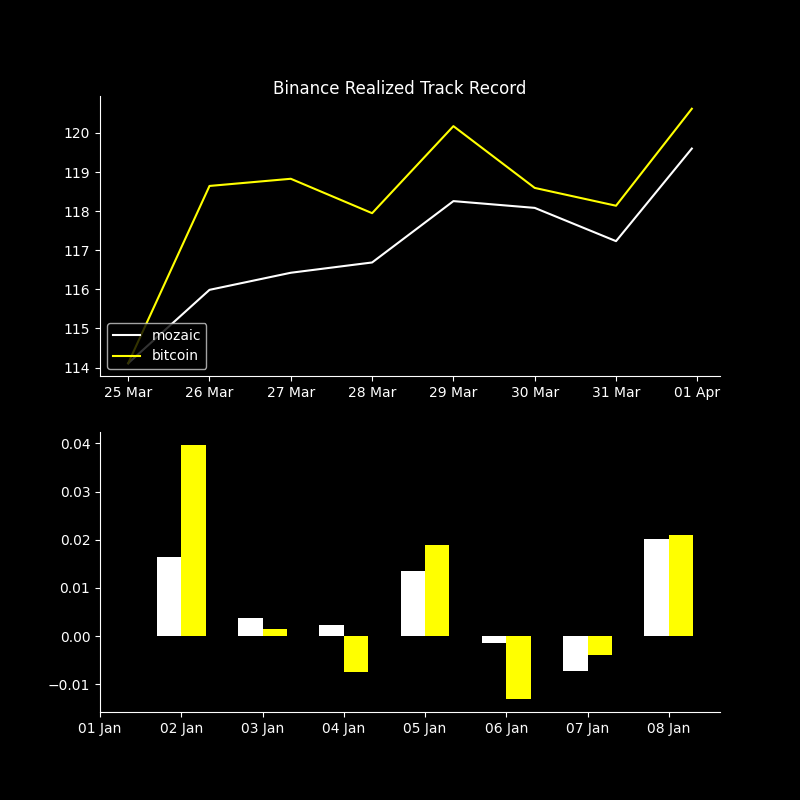 Binance Realized Track Record
120
119
118
117
116
115
114
mozaic
bitcoin
25 Mar 26 Mar 27 Mar 28 Mar 29 Mar 30 Mar 31 Mar 01 Apr
0.04
0.03
0.02
0.01
0.00
−0.01
01 Jan 02 Jan 03 Jan 04 Jan 05 Jan 06 Jan 07 Jan 08 Jan